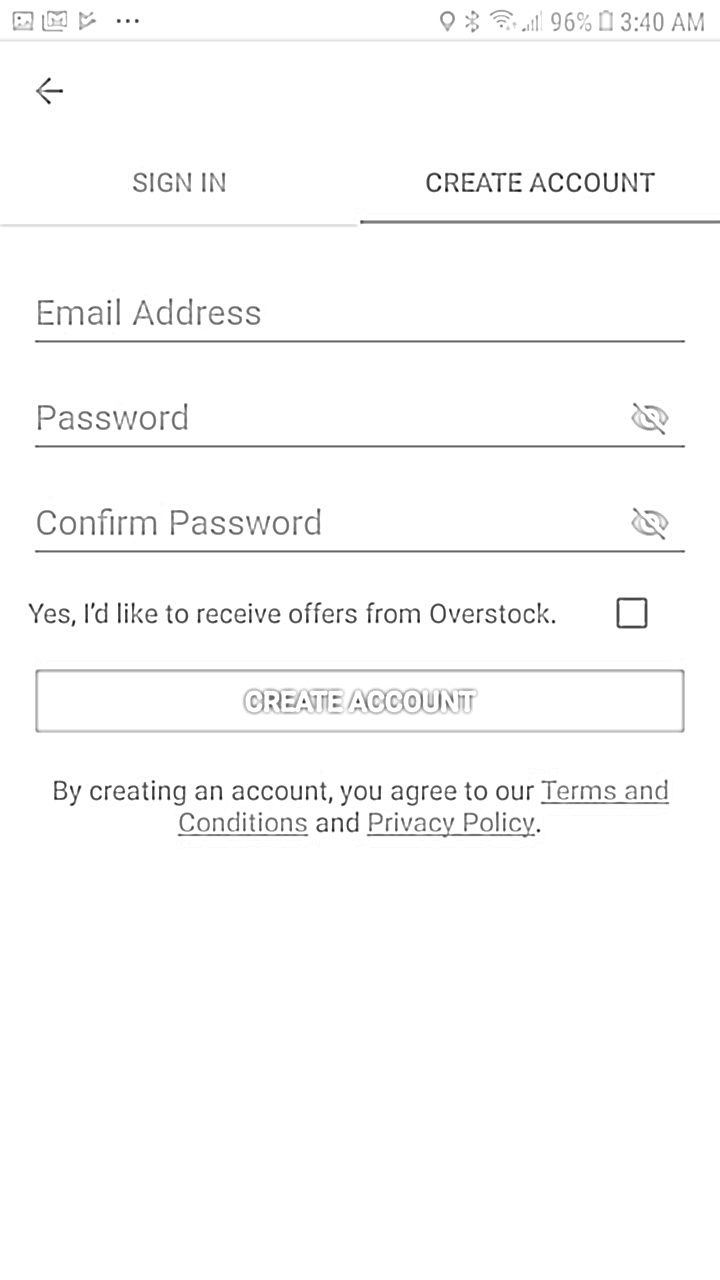 96% 3:40 AM
SIGN IN
CREATE ACCOUNT
Email Address
Password
Confirm Password
Yes, I'd like to receive offers from Overstock.
CREATE ACCOUNT
By creating an account, you agree to our Terms and
Conditions and Privacy Policy.